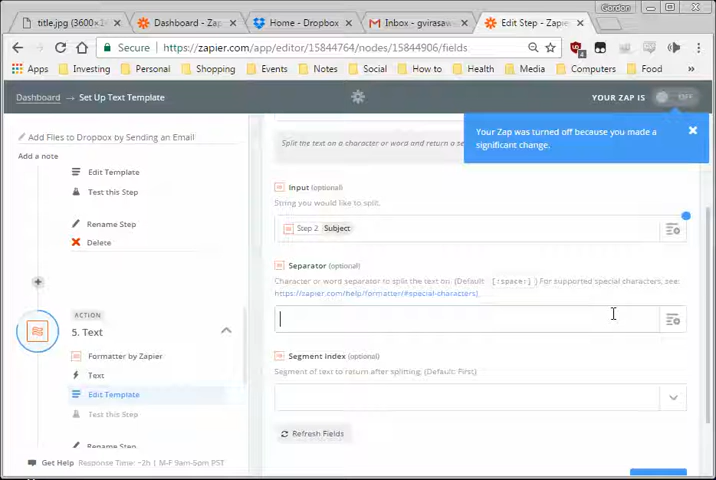 Gordon
title.jpg (3600×
Dashboard - Zap
Home - Dropbox
Inbox - gvirasaw
Edit Step - Zapier
Secure https://zapier.com/app/editor/15844764/nodes/15844906/fields
4
Apps Investing Personal Shopping Events Notes Social How to Health Media Computers Food
Dashboard → Set Up Text Template
YOUR ZAP IS OFF
Your Zap was turned off because you made a
significant change.
Add Files to Dropbox by Sending an Email
Add a note
Edit Template
Test this Step
Rename Step
Delete
ACTION
5. Text
Formatter by Zapier
Text
Edit Template
Test this Step
Rename Step
Get Help Response Time: ~2h | M-F 9am-5pm PST
Split the text on a character or word and return a se
Input (optional)
String you would like to split.
Step 2 Subject
Separator (optional)
Character or word separator to split the text on. (Default: [:space:]) For supported special characters, see:
https://zapier.com/help/formatter/#special-characters)
Segment Index (optional)
Segment of text to return after splitting. (Default: First)
Refresh Fields